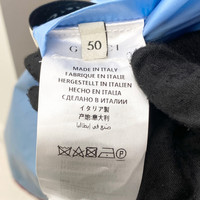 50
MADE IN ITALY
FABRIQUÉ EN ITALIE
HERGESTELLT IN ITALIEN
HECHO EN ITALIA
СДЕЛАНО В ИТАЛИИ
イタリア製
产地:意大利
صنع في إيطاليا